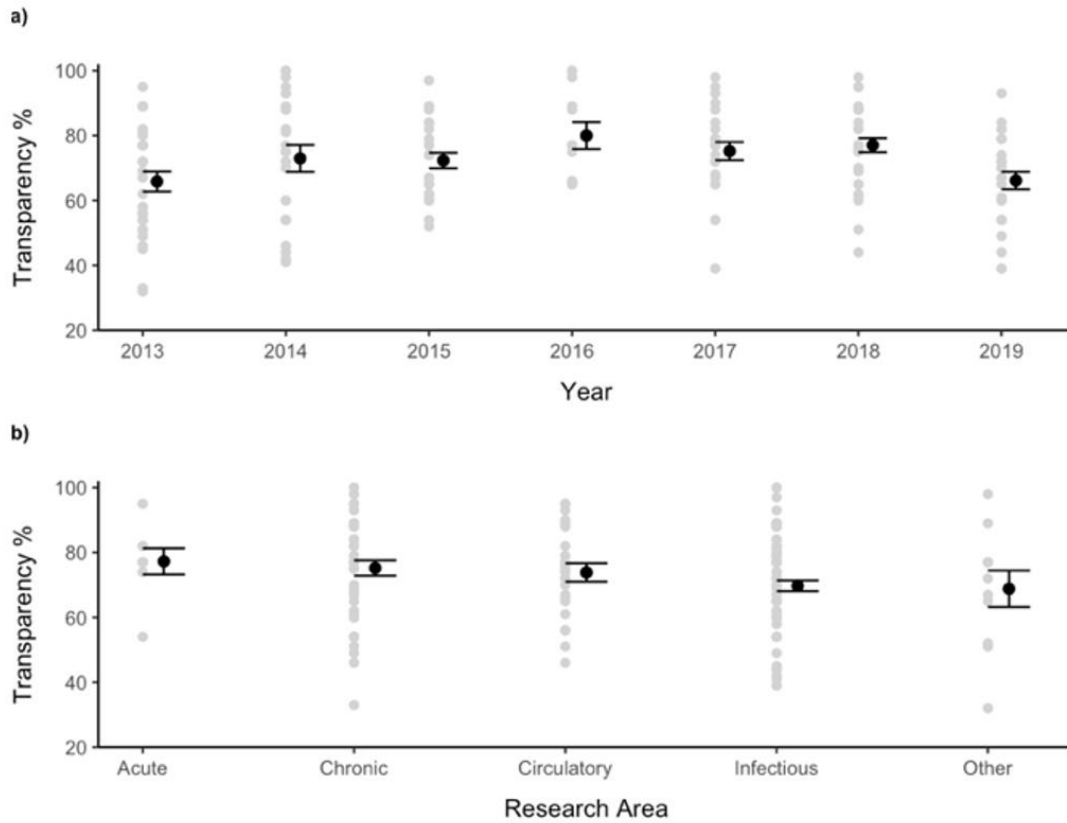 a)
Transparency %
100
80
60
40
20
2013 2014 2015 2016 2017 2018 2019
Year
b)
Transparency %
100
80
60
40
20
Acute Chronic Circulatory Infectious Other
Research Area